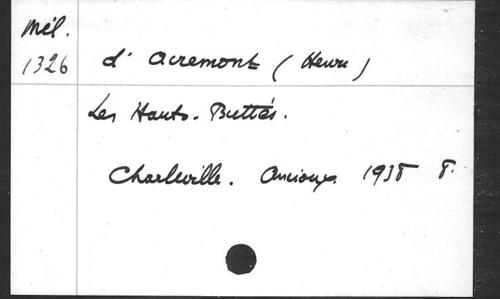 Mél.
1326
d' Acremont (Henri)
Les Hauts-Buttés.
Charleville. Anciaux 1938 8.